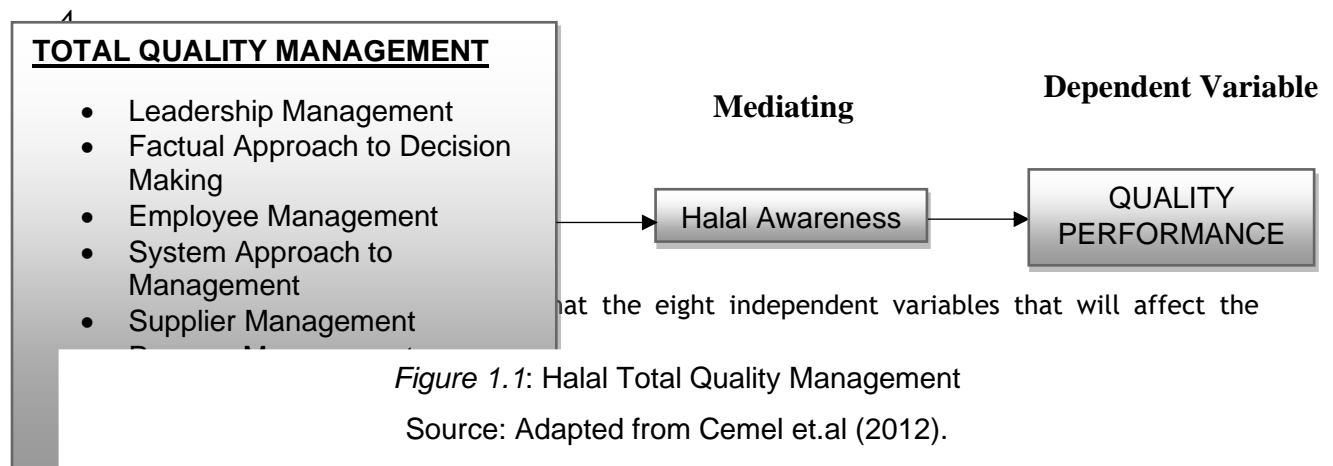 TOTAL QUALITY MANAGEMENT
• Leadership Management
• Factual Approach to Decision
Making
• Employee Management
• System Approach to
Management
• Supplier Management
Mediating
Halal Awareness
Dependent Variable
QUALITY
PERFORMANCE
the eight independent variables that will affect the
Figure 1.1: Halal Total Quality Management
Source: Adapted from Cemel et.al (2012).